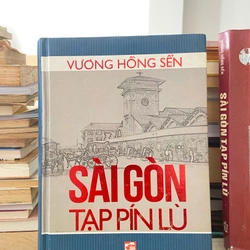 VƯƠNG HỒNG SỂN
SÀI GÒN
TẠP PÍN LÙ
SÀI GÒN TẠP PÍN LÙ